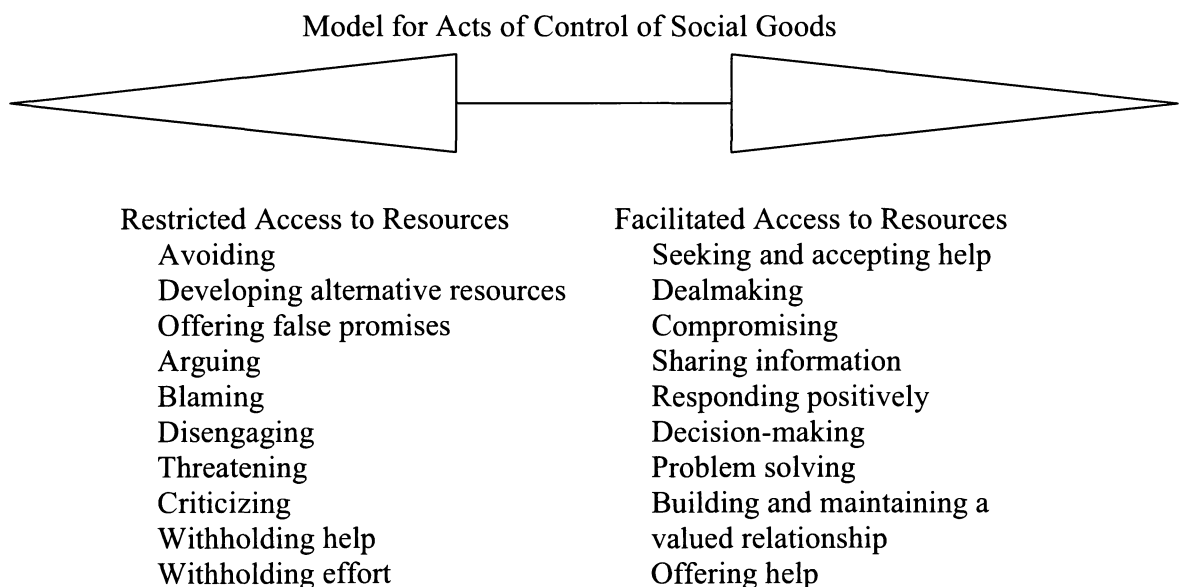 Model for Acts of Control of Social Goods
Restricted Access to Resources
Avoiding
Developing alternative resources
Offering false promises
Arguing
Blaming
Disengaging
Threatening
Criticizing
Withholding help
Withholding effort
Facilitated Access to Resources
Seeking and accepting help
Dealmaking
Compromising
Sharing information
Responding positively
Decision-making
Problem solving
Building and maintaining a
valued relationship
Offering help